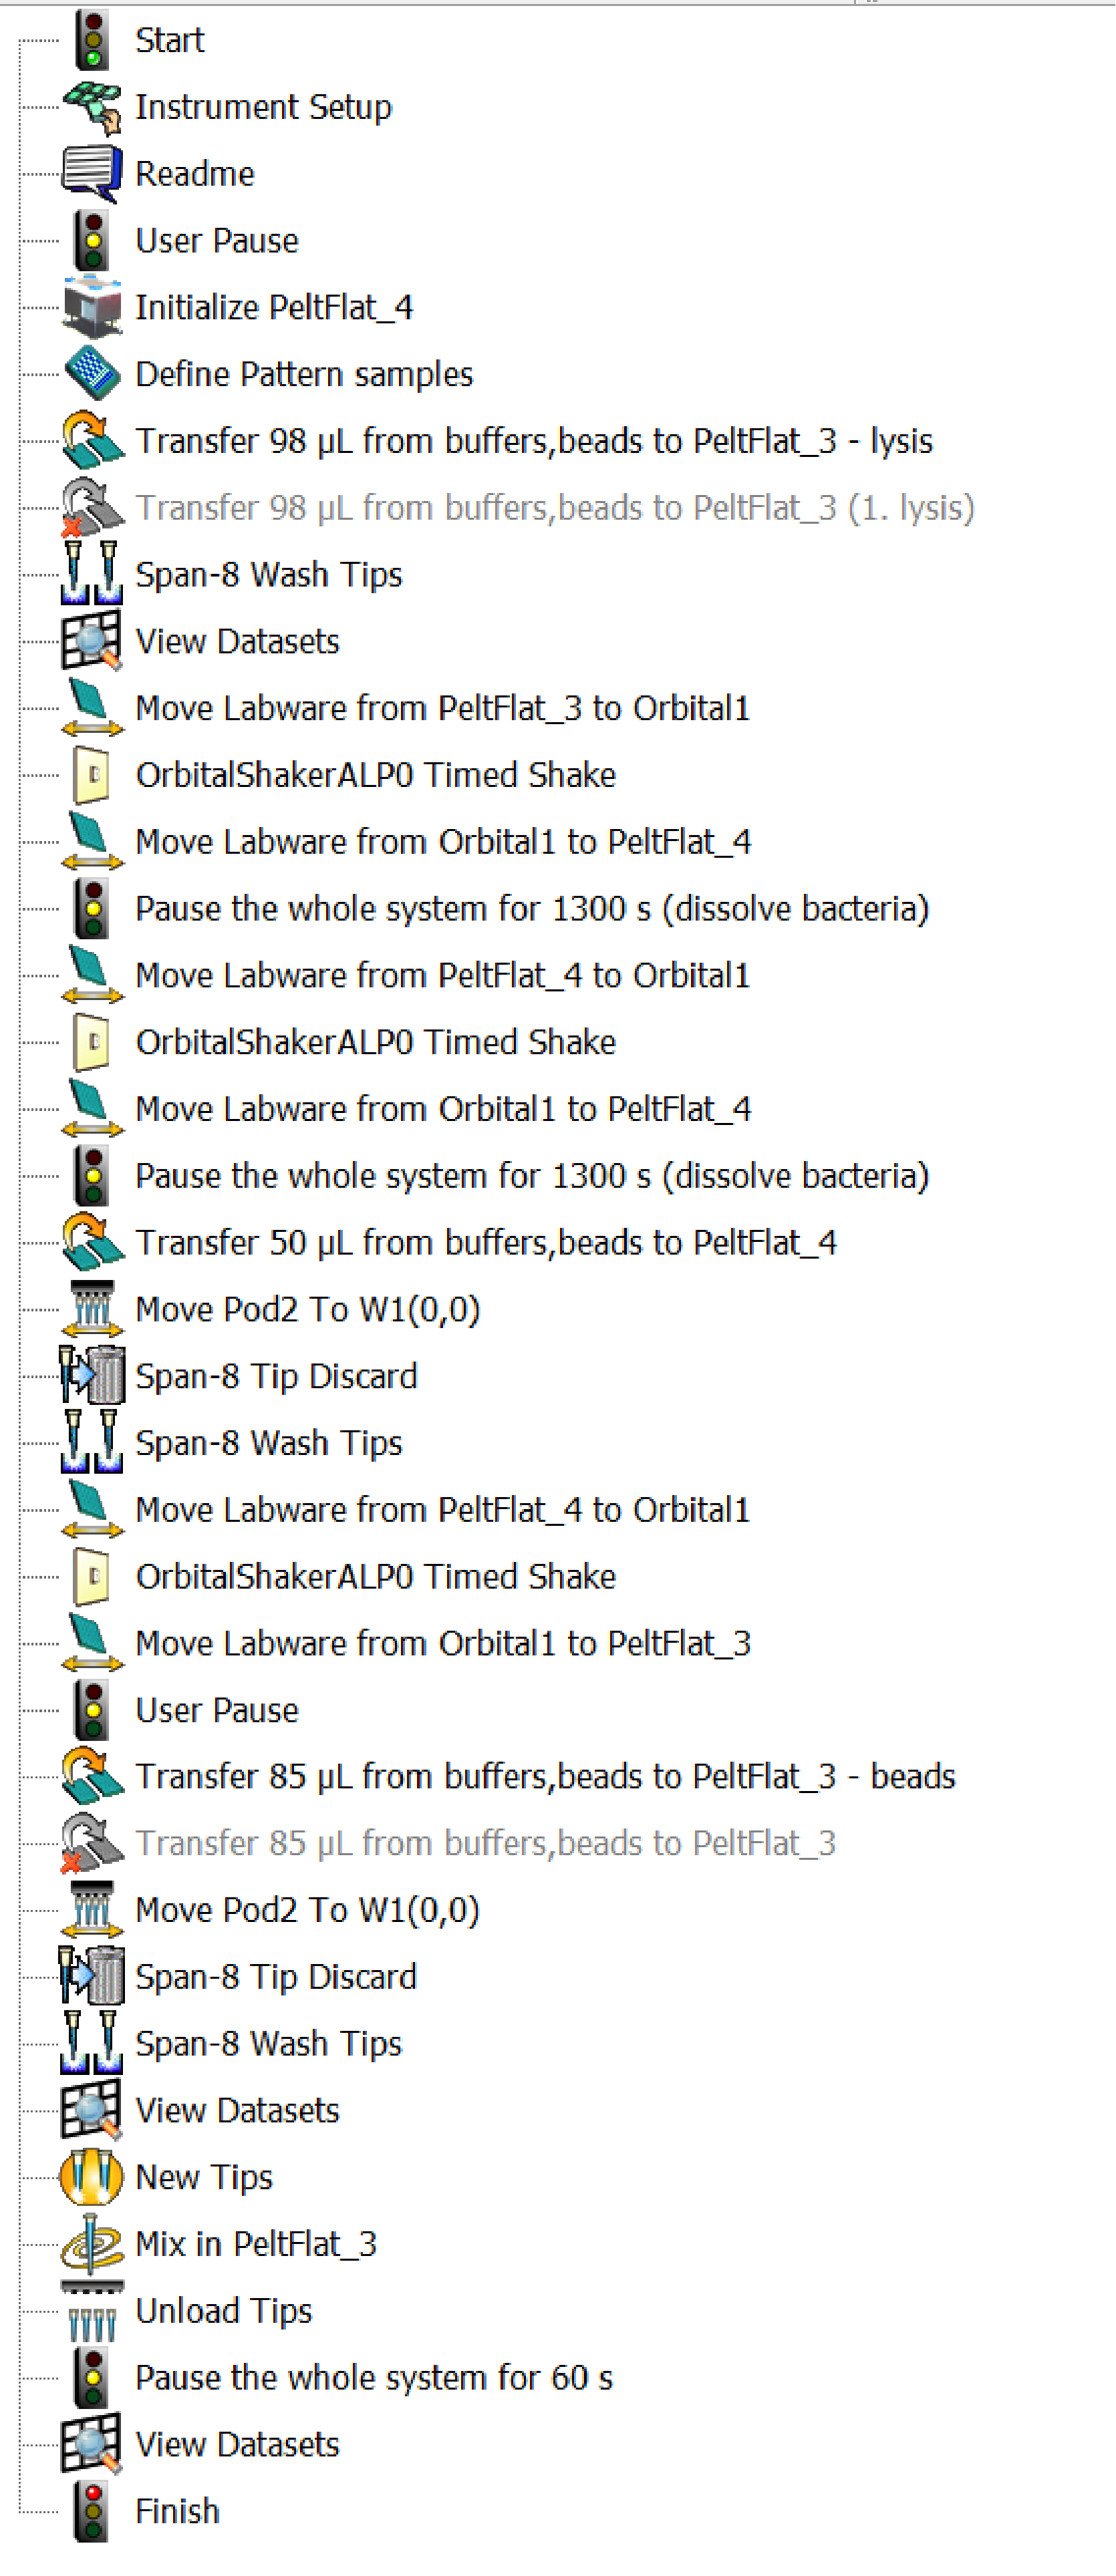 Start
Instrument Setup
Readme
User Pause
Initialize PeltFlat_4
Define Pattern samples
Transfer 98 µL from buffers,beads to PeltFlat_3 - lysis
Transfer 98 µL from buffers,beads to PeltFlat_3 (1. lysis)
Span-8 Wash Tips
View Datasets
Move Labware from PeltFlat_3 to Orbital1
OrbitalShakerALP0 Timed Shake
Move Labware from Orbital1 to PeltFlat_4
Pause the whole system for 1300 s (dissolve bacteria)
Move Labware from PeltFlat_4 to Orbital1
OrbitalShakerALP0 Timed Shake
Move Labware from Orbital1 to PeltFlat_4
Pause the whole system for 1300 s (dissolve bacteria)
Transfer 50 µL from buffers,beads to PeltFlat_4
Move Pod2 To W1(0,0)
Span-8 Tip Discard
Span-8 Wash Tips
Move Labware from PeltFlat_4 to Orbital1
OrbitalShakerALP0 Timed Shake
Move Labware from Orbital1 to PeltFlat_3
User Pause
Transfer 85 µL from buffers,beads to PeltFlat_3 - beads
Transfer 85 µL from buffers,beads to PeltFlat_3
Move Pod2 To W1(0,0)
Span-8 Tip Discard
Span-8 Wash Tips
View Datasets
New Tips
Mix in PeltFlat_3
Unload Tips
Pause the whole system for 60 s
View Datasets
Finish